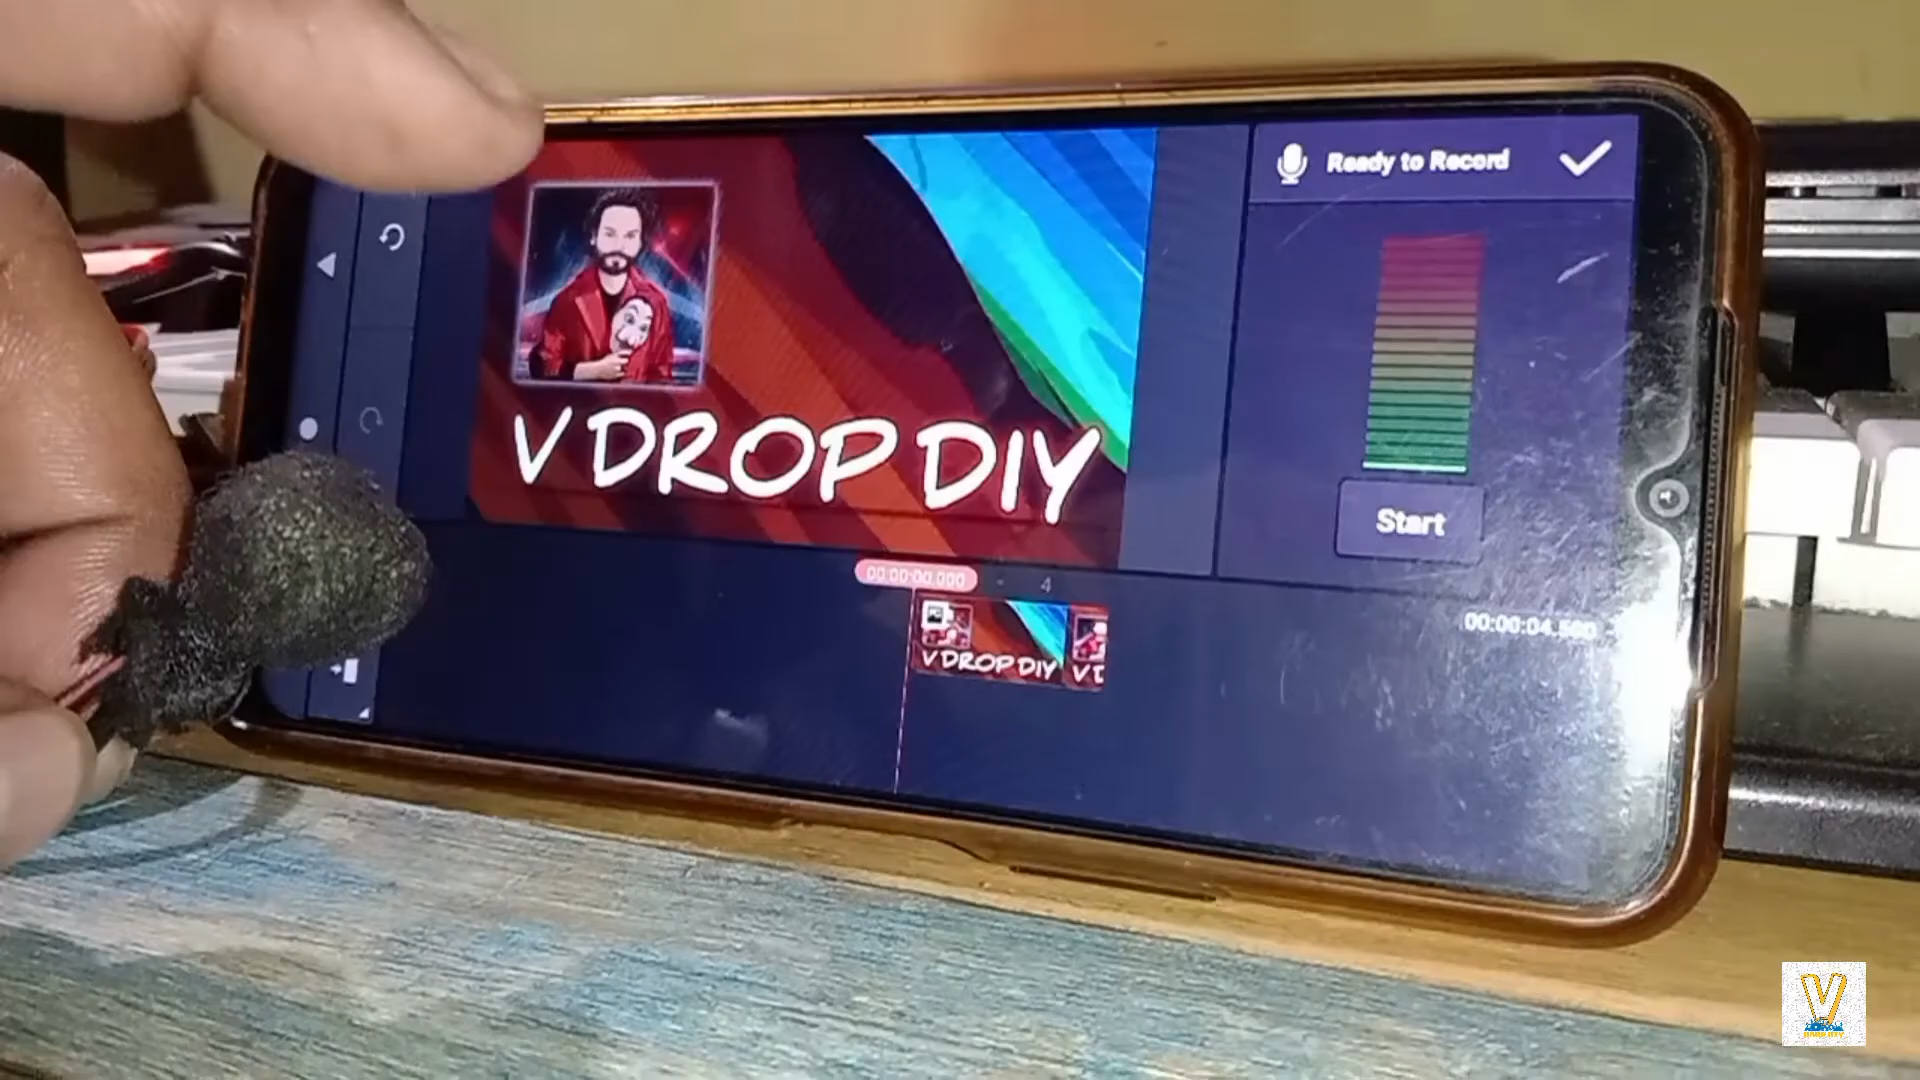 Ready to Record
V DROP DIY
Start
00:00:00.000
4
V DROP DIY
00:00:04.500